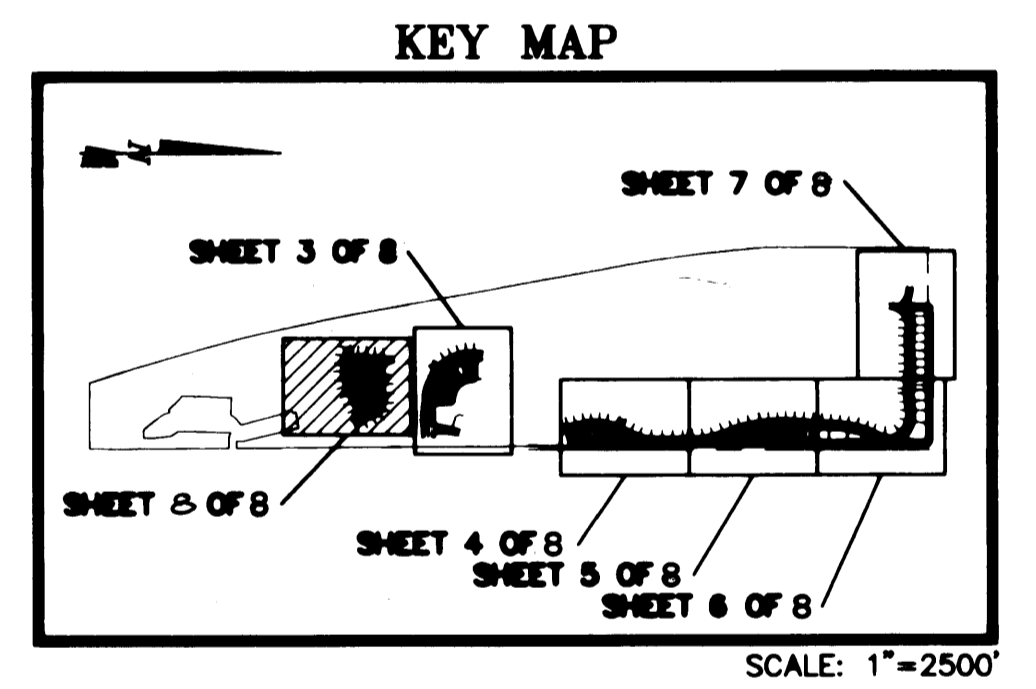 KEY MAP
N
SHEET 7 OF 8
SHEET 3 OF 8
SHEET 8 OF 8
SHEET 4 OF 8
SHEET 5 OF 8
SHEET 6 OF 8
SCALE: 1"=2500'